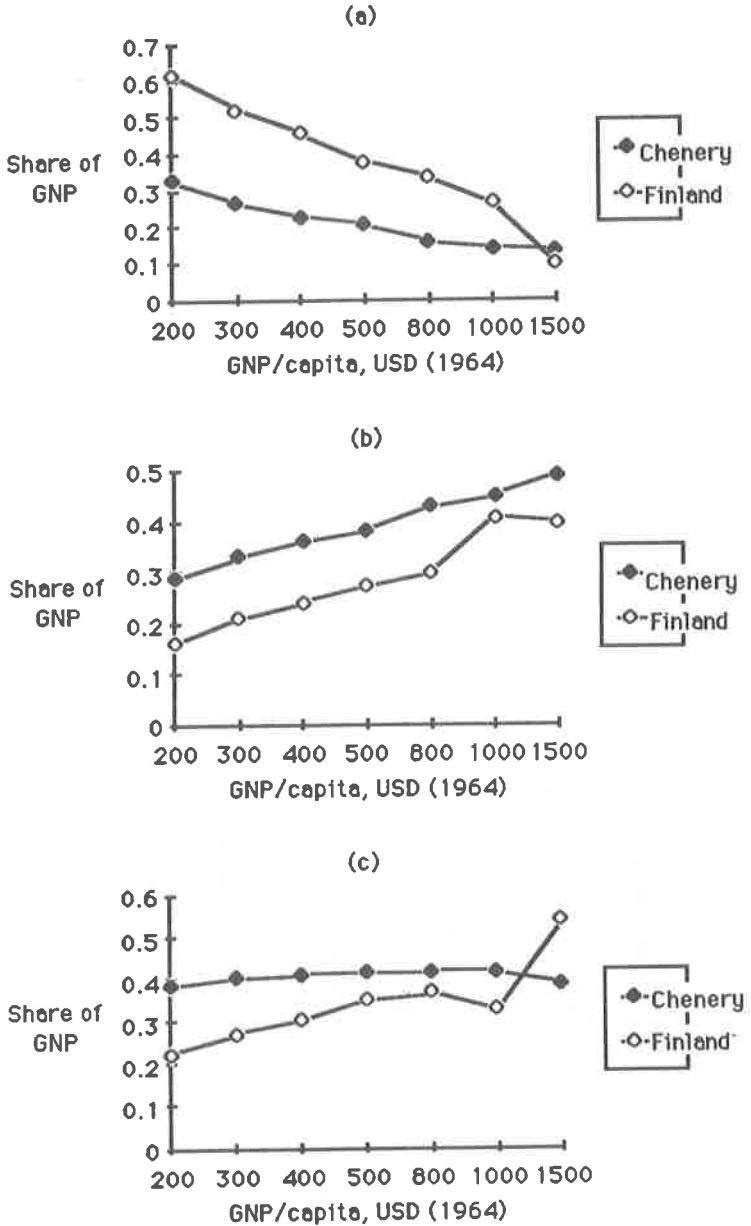 (a)
0.7
0.6
0.5
0.4
0.3
0.2
0.1
0
Share of
GNP
200 300 400 500 800 1000 1500
GNP/capita, USD (1964)
Chenery
Finland
(b)
0.5
0.4
0.3
0.2
0.1
0
Share of
GNP
200 300 400 500 800 1000 1500
GNP/capita, USD (1964)
Chenery
Finland
(c)
0.6
0.5
0.4
0.3
0.2
0.1
0
Share of
GNP
200 300 400 500 800 1000 1500
GNP/capita, USD (1964)
Chenery
Finland